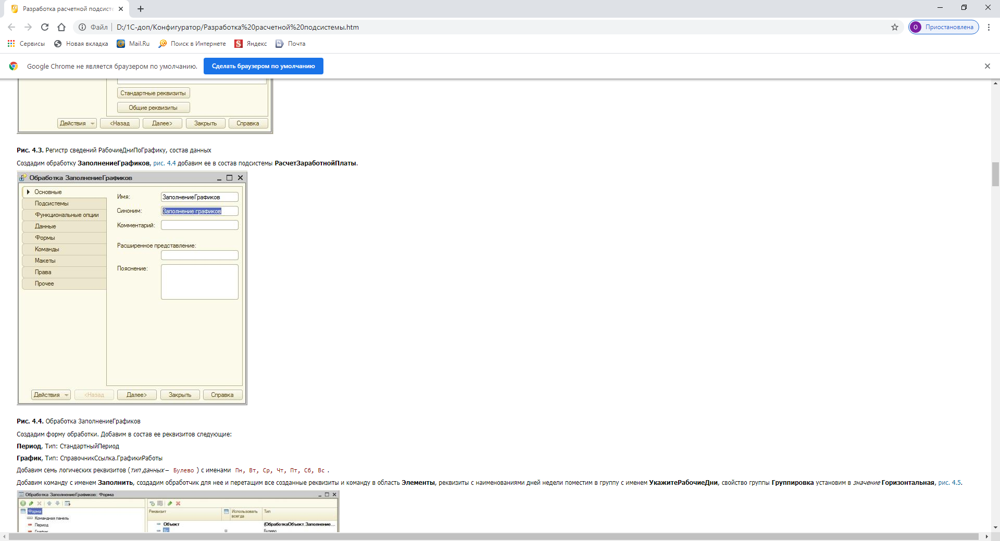 Разработка расчетной подсисте
Файл D:/1С-доп/Конфигуратор/Разработка%20расчетной%20подсистемы.htm
О Приостановлена
Сервисы Новая вкладка Mail.Ru Поиск в Интернете Яндекс Почта
Google Chrome не является браузером по умолчанию. Сделать браузером по умолчанию
Стандартные реквизиты
Общие реквизиты
Действия <Назад Далее> Закрыть Справка
Рис. 4.3. Регистр сведений РабочиеДниПоГрафику, состав данных
Создадим обработку ЗаполнениеГрафиков, рис. 4.4 добавим ее в состав подсистемы РасчетЗаработнойПлаты.
Обработка ЗаполнениеГрафиков
Основные
Подсистемы
Функциональные опции
Данные
Формы
Команды
Макеты
Права
Прочее
Имя: ЗаполнениеГрафиков
Синоним: Заполнение графиков
Комментарий:
Расширенное представление:
Пояснение:
Действия <Назад Далее> Закрыть Справка
Рис. 4.4. Обработка ЗаполнениеГрафиков
Создадим форму обработки. Добавим в состав ее реквизитов следующие:
Период, Тип: СтандартныйПериод
График, Тип: СправочникСсылка.ГрафикиРаботы
Добавим семь логических реквизитов (тип данных – Булево ) с именами Пн, Вт, Ср, Чт, Пт, Сб, Вс .
Добавим команду с именем Заполнить, создадим обработчик для нее и перетащим все созданные реквизиты и команду в область Элементы, реквизиты с наименованиями дней недели поместим в группу с именем УкажитеРабочиеДни, свойство группы Группировка установим в значение Горизонтальная, рис. 4.5.
Обработка ЗаполнениеГрафиков: Форма
Форма
Командная панель
Период
График
Реквизит Использовать всегда Тип
Объект (ОбработкаОбъект.Заполнение...
Вс Булево